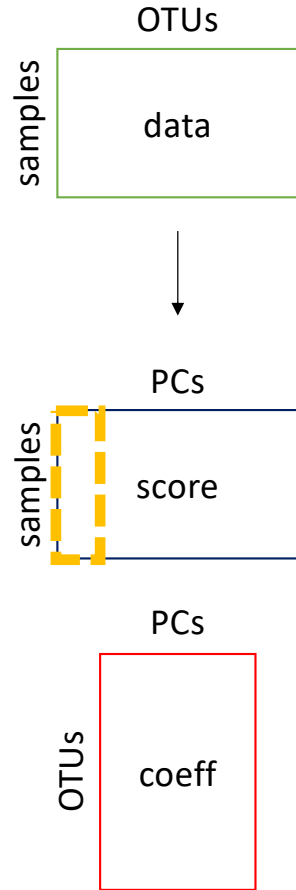 OTUs
samples
data
PCs
samples
score
PCs
OTUs
coeff